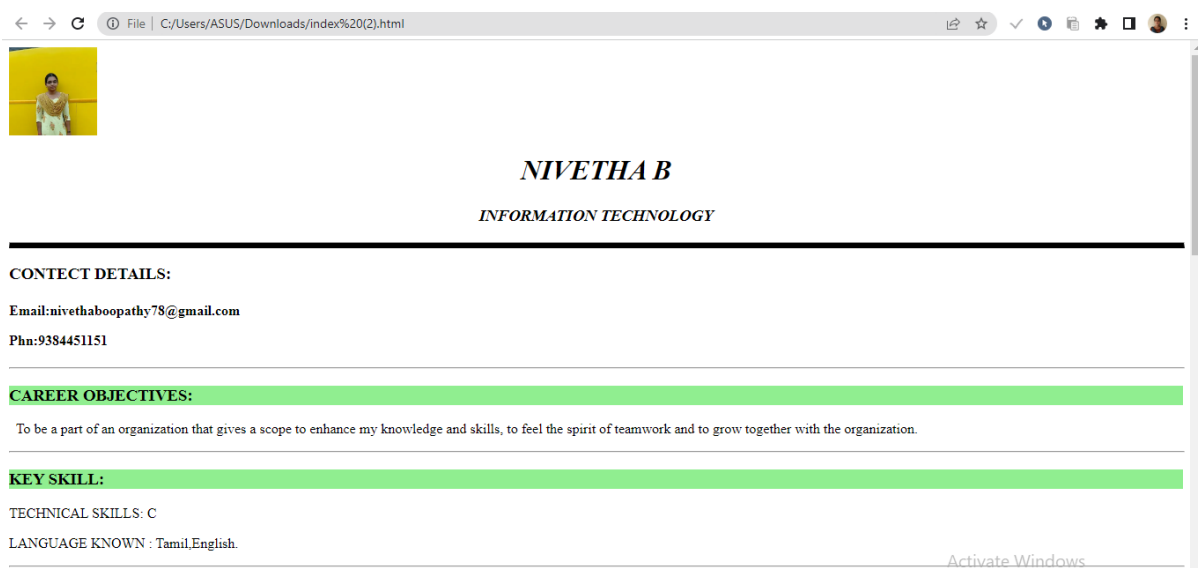 File | C:/Users/ASUS/Downloads/index%20(2).html
NIVETHA B
INFORMATION TECHNOLOGY
CONTECT DETAILS:
Email:nivethaboopathy78@gmail.com
Phn:9384451151
CAREER OBJECTIVES:
To be a part of an organization that gives a scope to enhance my knowledge and skills, to feel the spirit of teamwork and to grow together with the organization.
KEY SKILL:
TECHNICAL SKILLS: C
LANGUAGE KNOWN : Tamil,English.
Activate Windows